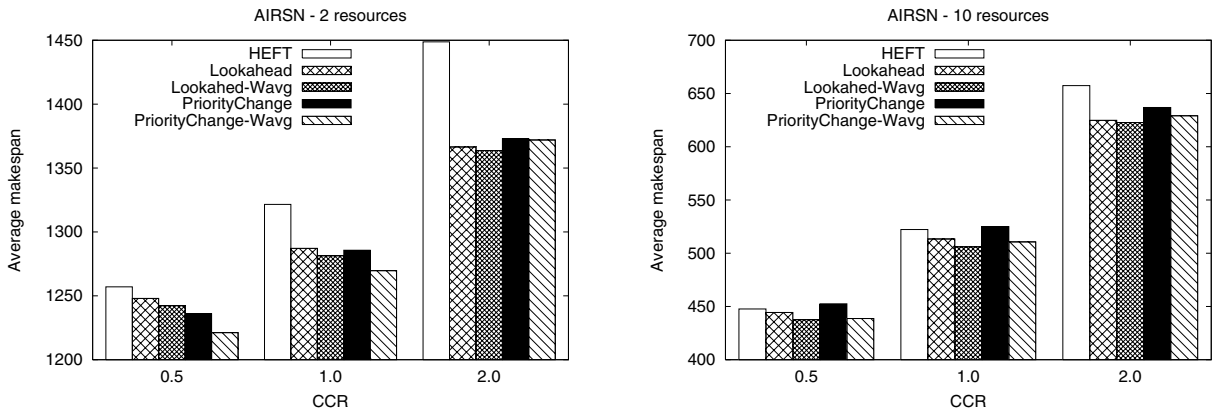 AIRSN - 2 resources
1450
1400
1350
1300
1250
1200
Average makespan
HEFT
Lookahead
Lookahed-Wavg
PriorityChange
PriorityChange-Wavg
0.5
1.0
2.0
CCR
AIRSN - 10 resources
700
650
600
550
500
450
400
Average makespan
HEFT
Lookahead
Lookahed-Wavg
PriorityChange
PriorityChange-Wavg
0.5
1.0
2.0
CCR